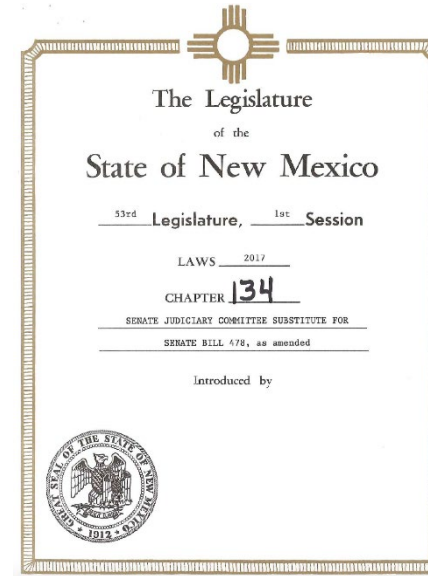 The Legislature
of the
State of New Mexico
53rd Legislature, 1st Session
LAWS 2017
CHAPTER 134
SENATE JUDICIARY COMMITTEE SUBSTITUTE FOR
SENATE BILL 478, as amended
Introduced by
GREAT SEAL OF THE STATE OF NEW MEXICO
1912